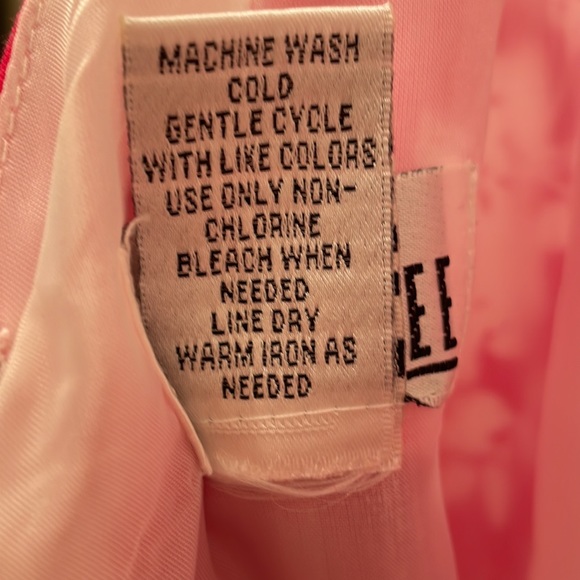 MACHINE WASH
COLD
GENTLE CYCLE
WITH LIKE COLORS
USE ONLY NON-
CHLORINE
BLEACH WHEN
NEEDED
LINE DRY
WARM IRON AS
NEEDED